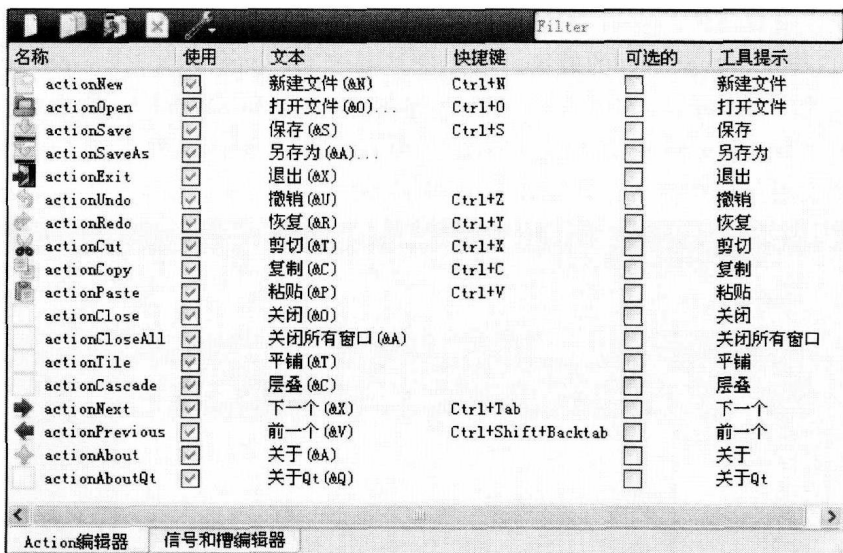 Filter
名称 使用 文本 快捷键 可选的 工具提示
actionNew 新建文件(&N) Ctrl+N 新建文件
actionOpen 打开文件(&O)... Ctrl+O 打开文件
actionSave 保存(&S) Ctrl+S 保存
actionSaveAs 另存为(&A)... 另存为
actionExit 退出(&X) 退出
actionUndo 撤销(&U) Ctrl+Z 撤销
actionRedo 恢复(&R) Ctrl+Y 恢复
actionCut 剪切(&T) Ctrl+X 剪切
actionCopy 复制(&C) Ctrl+C 复制
actionPaste 粘贴(&P) Ctrl+V 粘贴
actionClose 关闭(&O) 关闭
actionCloseAll 关闭所有窗口(&A) 关闭所有窗口
actionTile 平铺(&T) 平铺
actionCascade 层叠(&C) 层叠
actionNext 下一个(&X) Ctrl+Tab 下一个
actionPrevious 前一个(&V) Ctrl+Shift+Backtab 前一个
actionAbout 关于(&A) 关于
actionAboutQt 关于Qt(&Q) 关于Qt
Action编辑器 信号和槽编辑器